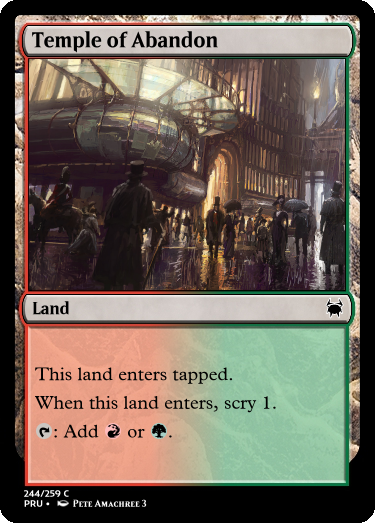 Temple of Abandon
Land
This land enters tapped.
When this land enters, scry 1.
: Add or .
244/259 C
PRU • Pete Amachree 3